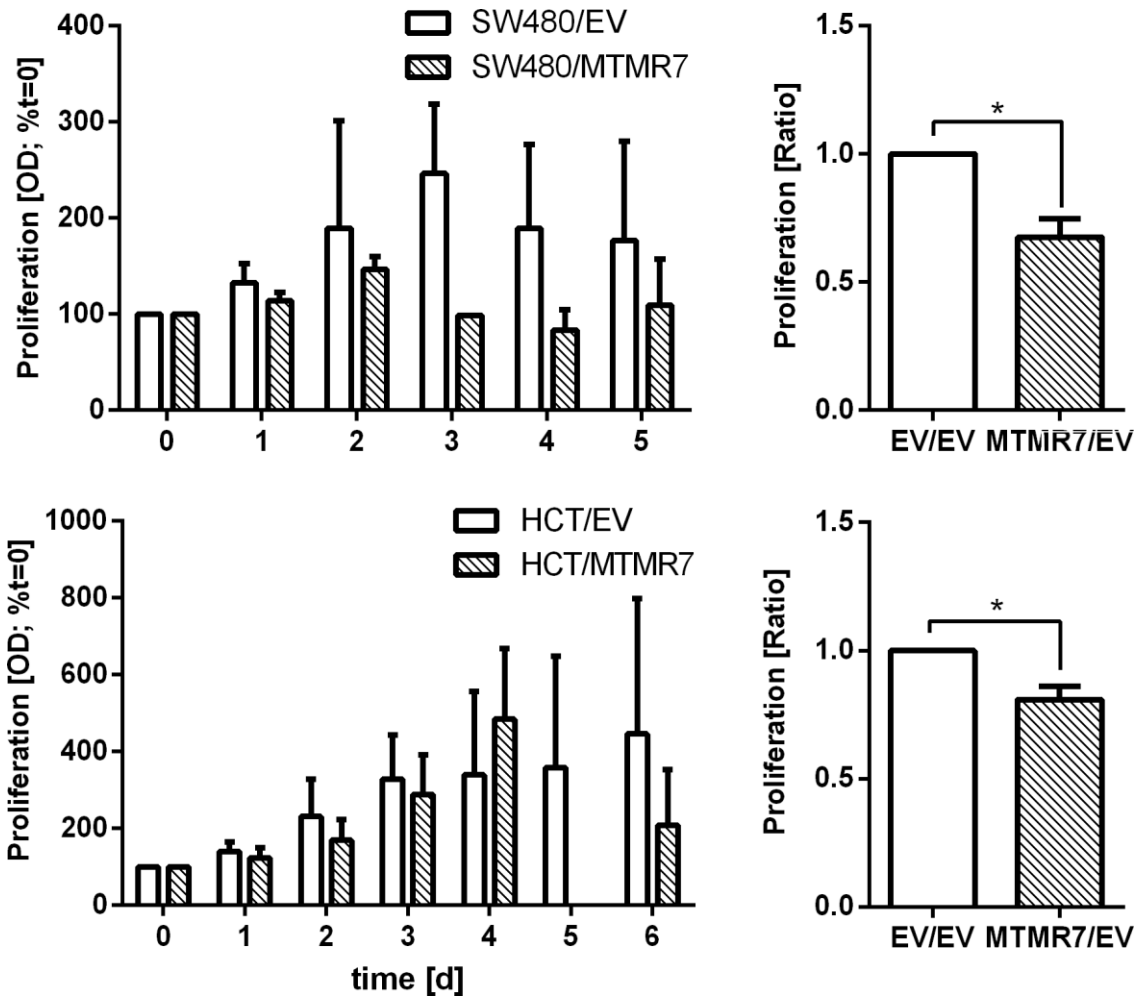 Proliferation [OD; %t=0]
400
300
200
100
0
SW480/EV
SW480/MTMR7
0 1 2 3 4 5
Proliferation [Ratio]
1.5
1.0
0.5
0.0
*
EV/EV MTMR7/EV
Proliferation [OD; %t=0]
1000
800
600
400
200
0
HCT/EV
HCT/MTMR7
0 1 2 3 4 5 6
time [d]
Proliferation [Ratio]
1.5
1.0
0.5
0.0
*
EV/EV MTMR7/EV